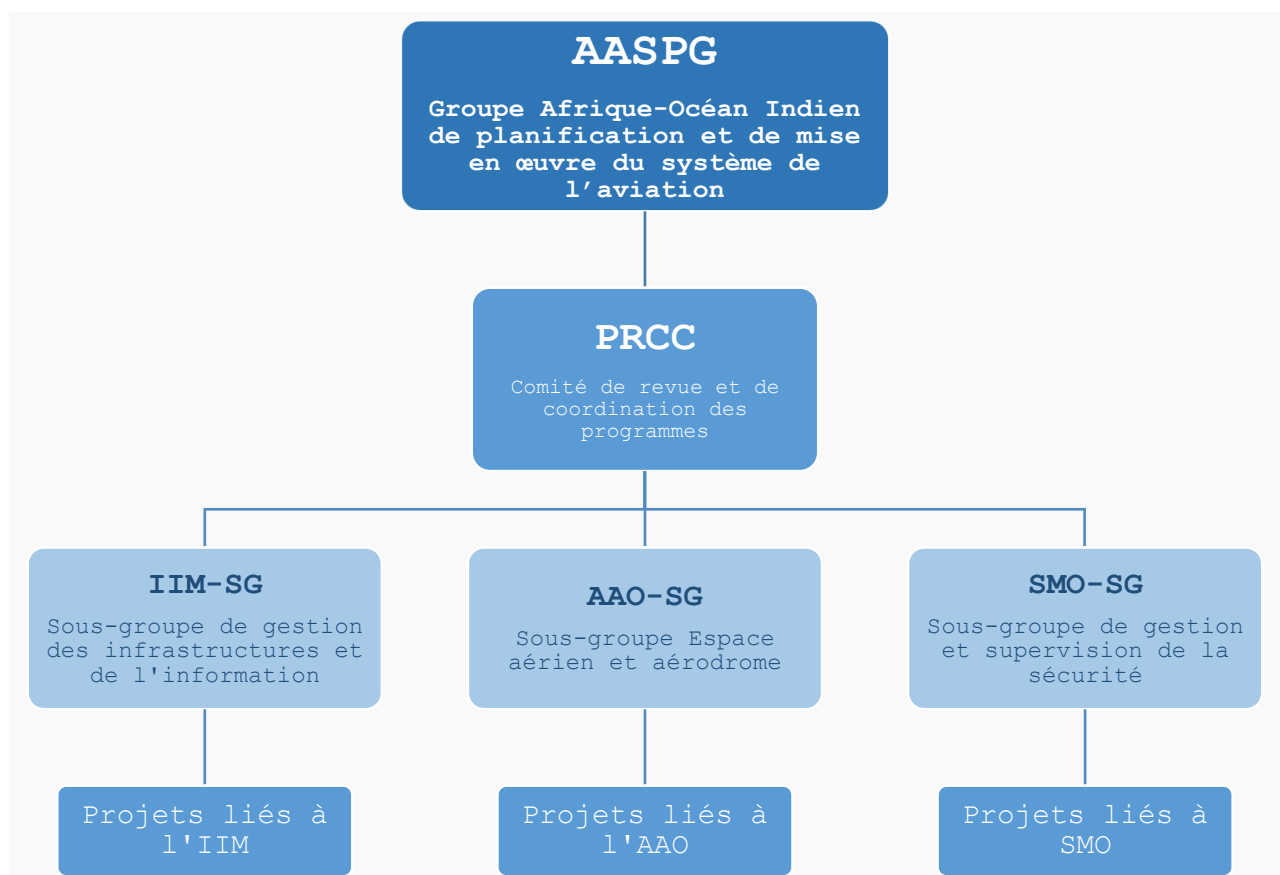 AASPG
Groupe Afrique-Océan Indien
de planification et de mise
en œuvre du système de
l’aviation
PRCC
Comité de revue et de
coordination des
programmes
IIM-SG
Sous-groupe de gestion
des infrastructures et
de l'information
AAO-SG
Sous-groupe Espace
aérien et aérodrome
SMO-SG
Sous-groupe de gestion
et supervision de la
sécurité
Projets liés à
l'IIM
Projets liés à
l'AAO
Projets liés à
SMO